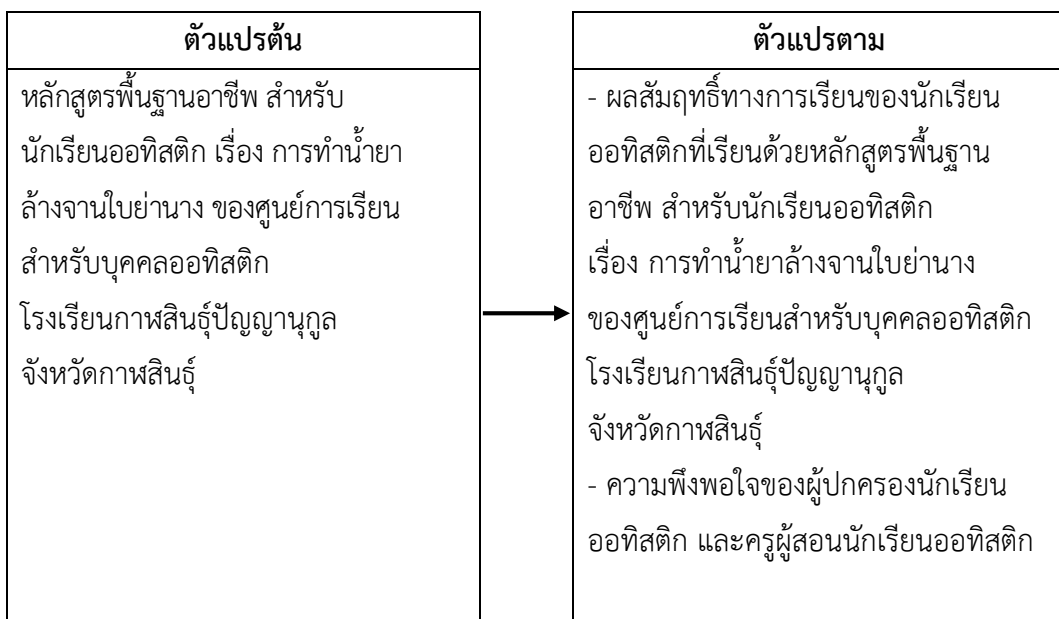 ตัวแปรต้น
หลักสูตรพื้นฐานอาชีพ สำหรับ
นักเรียนออทิสติก เรื่อง การทำน้ำยา
ล้างจานใบย่านาง ของศูนย์การเรียน
สำหรับบุคคลออทิสติก
โรงเรียนกาฬสินธุ์ปัญญานุกูล
จังหวัดกาฬสินธุ์
ตัวแปรตาม
- ผลสัมฤทธิ์ทางการเรียนของนักเรียน
ออทิสติกที่เรียนด้วยหลักสูตรพื้นฐาน
อาชีพ สำหรับนักเรียนออทิสติก
เรื่อง การทำน้ำยาล้างจานใบย่านาง
ของศูนย์การเรียนสำหรับบุคคลออทิสติก
โรงเรียนกาฬสินธุ์ปัญญานุกูล
จังหวัดกาฬสินธุ์
- ความพึงพอใจของผู้ปกครองนักเรียน
ออทิสติก และครูผู้สอนนักเรียนออทิสติก